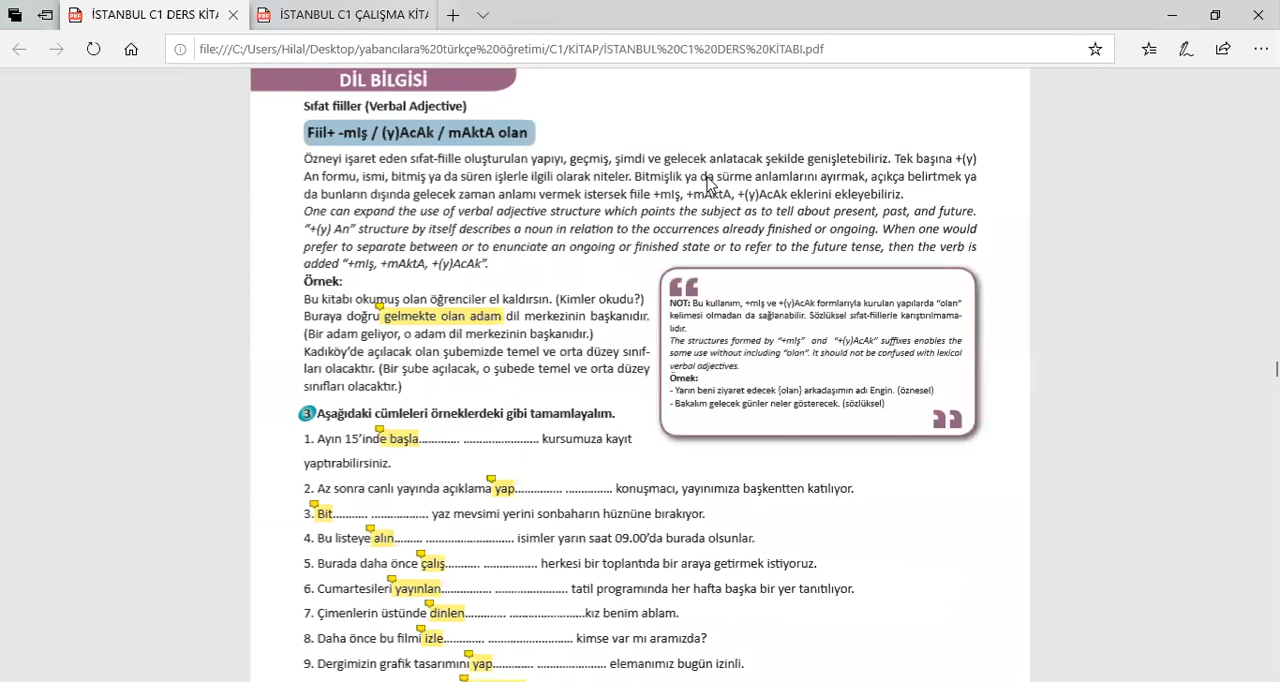 İSTANBUL C1 DERS KİTA
İSTANBUL C1 ÇALIŞMA KİTA
file:///C:/Users/Hilal/Desktop/yabancılara%20türkçe%20öğretimi/C1/KİTAP/İSTANBUL%20C1%20DERS%20KİTABI.pdf
DİL BİLGİSİ
Sıfat fiiller (Verbal Adjective)
Fiil+ -mIş / (y)AcAk / mAktA olan
Özneyi işaret eden sıfat-fiille oluşturulan yapıyı, geçmiş, şimdi ve gelecek anlatacak şekilde genişletebiliriz. Tek başına +(y)
An formu, ismi, bitmiş ya da süren işlerle ilgili olarak niteler. Bitmişlik ya da sürme anlamlarını ayırmak, açıkça belirtmek ya
da bunların dışında gelecek zaman anlamı vermek istersek fiile +mIş, +mAktA, +(y)AcAk eklerini ekleyebiliriz.
One can expand the use of verbal adjective structure which points the subject as to tell about present, past, and future.
"+(y) An" structure by itself describes a noun in relation to the occurrences already finished or ongoing. When one would
prefer to separate between or to enunciate an ongoing or finished state or to refer to the future tense, then the verb is
added "+mIş, +mAktA, +(y)AcAk".
Örnek:
Bu kitabı okumuş olan öğrenciler el kaldırsın. (Kimler okudu?)
Buraya doğru gelmekte olan adam dil merkezinin başkanıdır.
(Bir adam geliyor, o adam dil merkezinin başkanıdır.)
Kadıköy'de açılacak olan şubemizde temel ve orta düzey sınıf-
ları olacaktır. (Bir şube açılacak, o şubede temel ve orta düzey
sınıfları olacaktır.)
NOT: Bu kullanım, +mIş ve +(y)AcAk formlarıyla kurulan yapılarda "olan"
kelimesi olmadan da sağlanabilir. Sözlüksel sıfat-fiillerle karıştırılmama-
lıdır.
The structures formed by "+mIş" and "+(y)AcAk" suffixes enables the
same use without including "olan". It should not be confused with lexical
verbal adjectives.
Örnek:
- Yarın beni ziyaret edecek {olan} arkadaşımın adı Engin. (öznesel)
- Bakalım gelecek günler neler gösterecek. (sözlüksel)
3 Aşağıdaki cümleleri örneklerdeki gibi tamamlayalım.
1. Ayın 15'inde başla............. ........................ kursumuza kayıt
yaptırabilirsiniz.
2. Az sonra canlı yayında açıklama yap............... ............... konuşmacı, yayınımıza başkentten katılıyor.
3. Bit........... .................. yaz mevsimi yerini sonbaharın hüznüne bırakıyor.
4. Bu listeye alın......... ........................... isimler yarın saat 09.00'da burada olsunlar.
5. Burada daha önce çalış........... ................. herkesi bir toplantıda bir araya getirmek istiyoruz.
6. Cumartesileri yayınlan................ ....................... tatil programında her hafta başka bir yer tanıtılıyor.
7. Çimenlerin üstünde dinlen............. ........................kız benim ablam.
8. Daha önce bu filmi izle............. ........................... kimse var mı aramızda?
9. Dergimizin grafik tasarımını yap............. ...................... elemanımız bugün izinli.